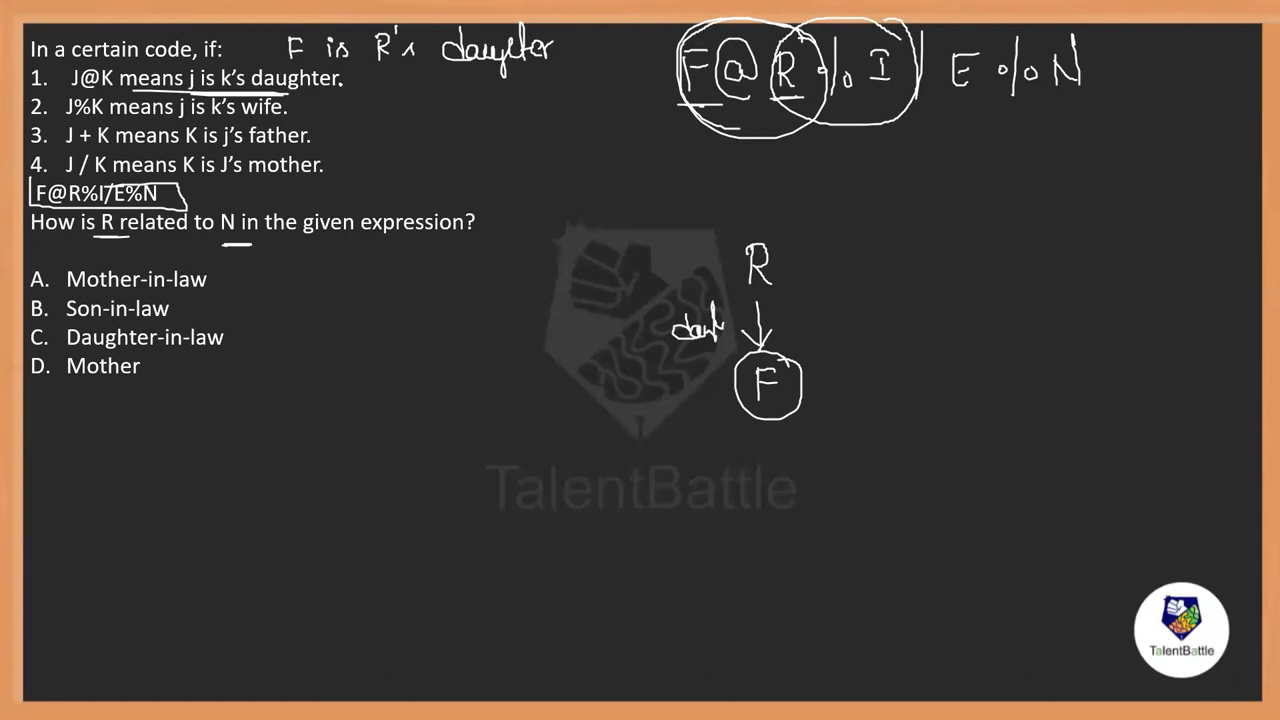 In a certain code, if:
F is R's daugter
F @ R % I / E % N
1. J@K means j is k’s daughter.
2. J%K means j is k’s wife.
3. J + K means K is j’s father.
4. J / K means K is J’s mother.
F@R%I/E%N
How is R related to N in the given expression?
A. Mother-in-law
B. Son-in-law
C. Daughter-in-law
D. Mother
R
F
TalentBattle
TalentBattle